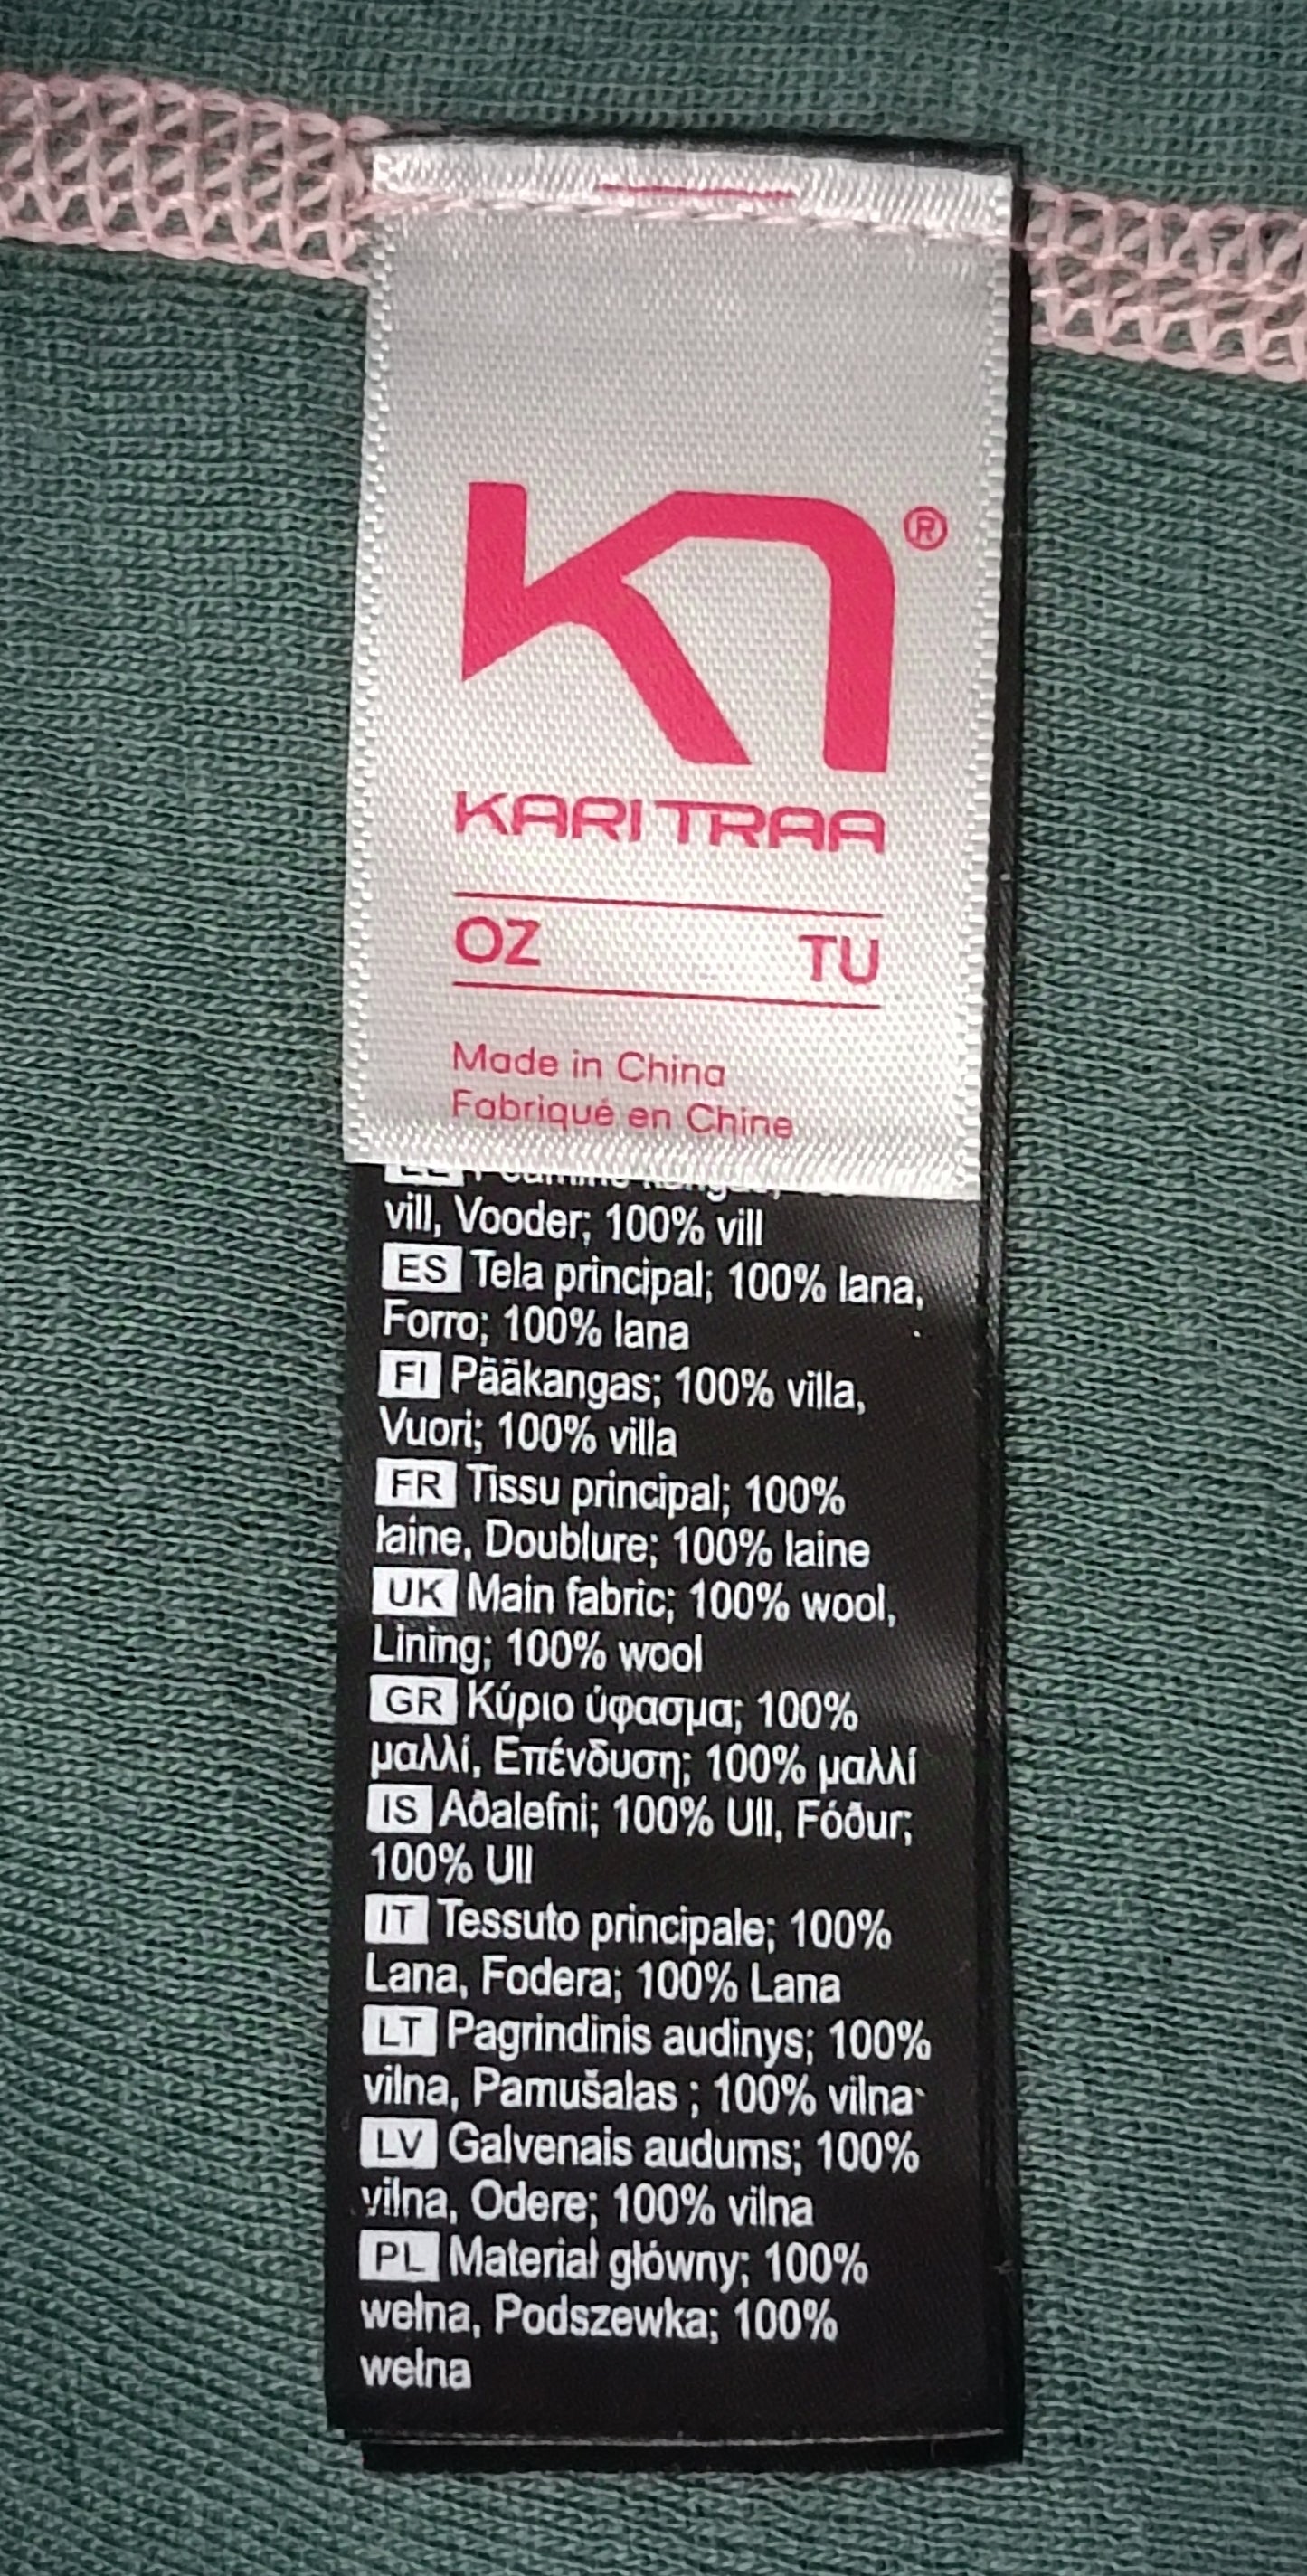 KARI TRAA
®
OZ TU
Made in China
Fabriqué en Chine
vill, Vooder; 100% vill
ES Tela principal; 100% lana,
Forro; 100% lana
FI Pääkangas; 100% villa,
Vuori; 100% villa
FR Tissu principal; 100%
laine, Doublure; 100% laine
UK Main fabric; 100% wool,
Lining; 100% wool
GR Κύριο ύφασμα; 100%
μαλλί, Επένδυση; 100% μαλλί
IS Aðalefni; 100% Ull, Fóður;
100% Ull
IT Tessuto principale; 100%
Lana, Fodera; 100% Lana
LT Pagrindinis audinys; 100%
vilna, Pamušalas ; 100% vilna
LV Galvenais audums; 100%
vilna, Odere; 100% vilna
PL Materiał główny; 100%
wełna, Podszewka; 100%
wełna